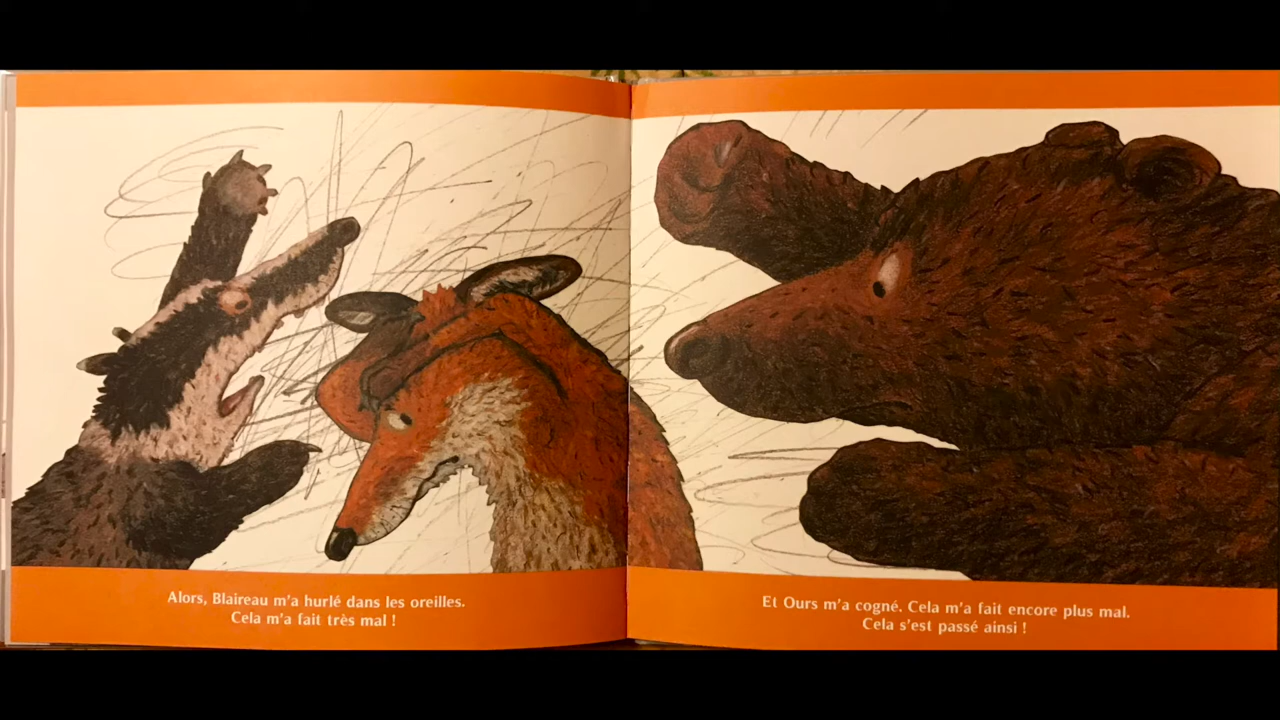 Alors, Blaireau m'a hurlé dans les oreilles.
Cela m'a fait très mal !
Et Ours m'a cogné. Cela m'a fait encore plus mal.
Cela s'est passé ainsi !